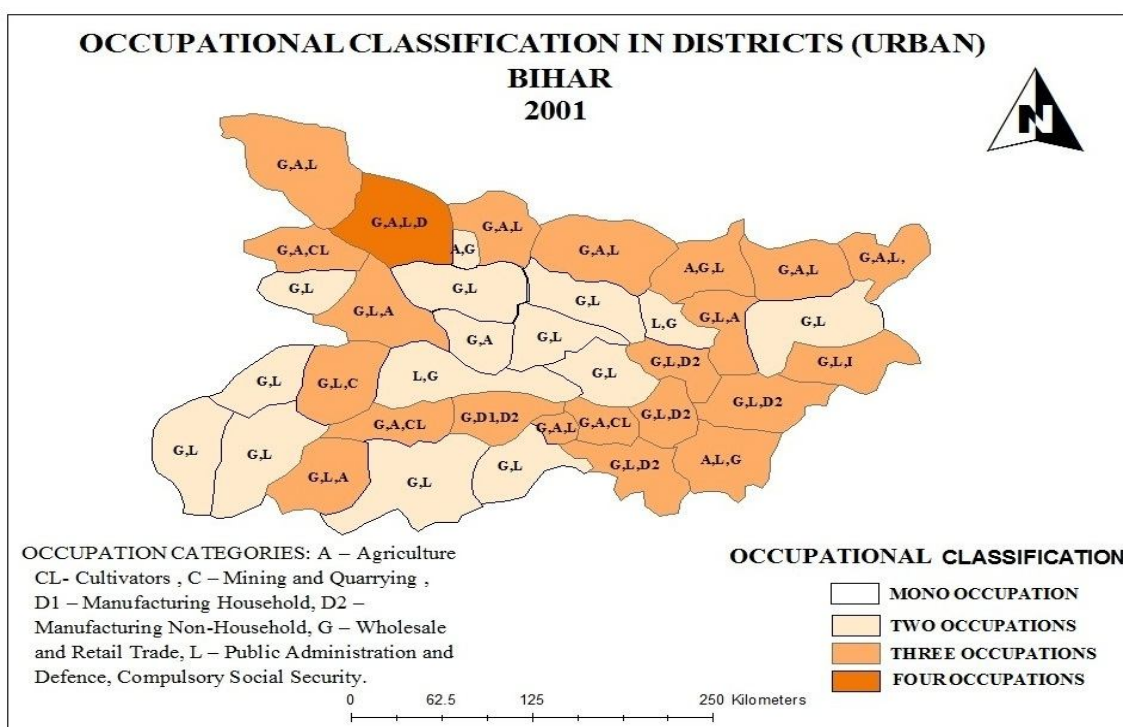 OCCUPATIONAL CLASSIFICATION IN DISTRICTS (URBAN)
BIHAR
2001
N
G,A,L
G,A,L,D
G,A,L
G,A,CL
A,G
G,A,L
A,G,L
G,A,L
G,A,L,
G,L
G,L
G,L
G,L,A
G,L
G,L,A
L,G
G,L
G,A
G,L
G,L,D2
G,L,I
G,L
G,L,C
L,G
G,L
G,L,D2
G,A,CL
G,D1,D2
G,A,L
G,A,CL
G,L,D2
G,L
G,L
G,L,A
G,L
G,L
G,L,D2
A,L,G
OCCUPATION CATEGORIES: A – Agriculture
CL- Cultivators , C – Mining and Quarrying ,
D1 – Manufacturing Household, D2 –
Manufacturing Non-Household, G – Wholesale
and Retail Trade, L – Public Administration and
Defence, Compulsory Social Security.
OCCUPATIONAL CLASSIFICATION
MONO OCCUPATION
TWO OCCUPATIONS
THREE OCCUPATIONS
FOUR OCCUPATIONS
0 62.5 125 250 Kilometers